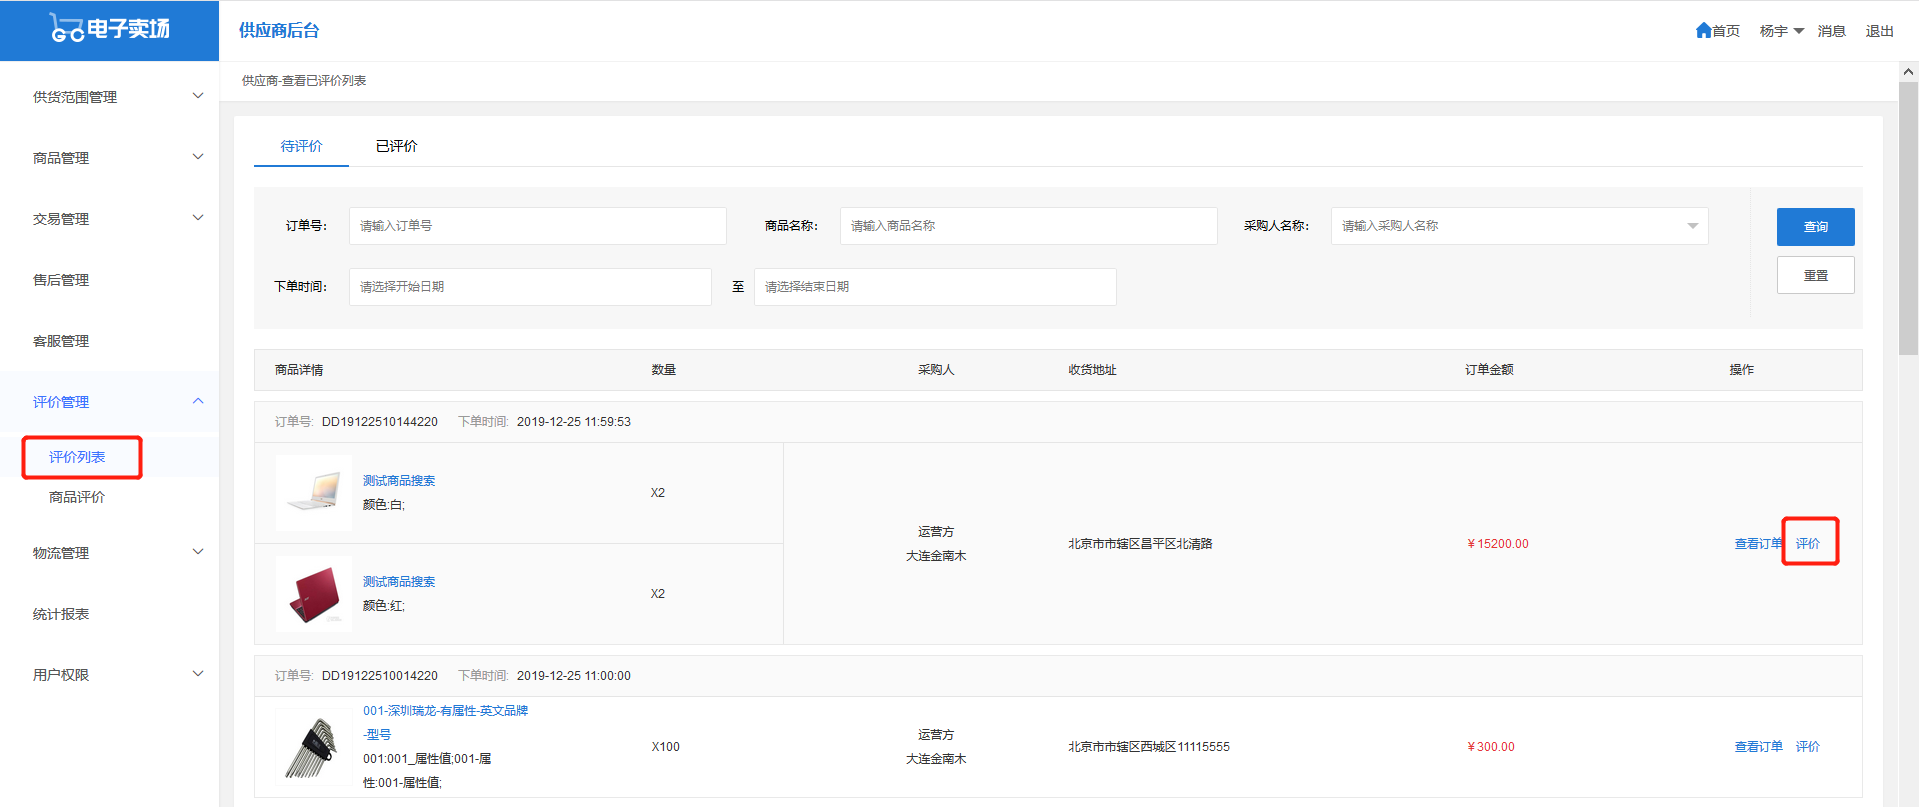 电子卖场
供应商后台
首页 杨宇 消息 退出
供应商-查看已评价列表
供货范围管理
商品管理
交易管理
售后管理
客服管理
评价管理
评价列表
商品评价
物流管理
统计报表
用户权限
待评价 已评价
订单号: 请输入订单号 商品名称: 请输入商品名称 采购人名称: 请输入采购人名称 查询
下单时间: 请选择开始日期 至 请选择结束日期 重置
商品详情 数量 采购人 收货地址 订单金额 操作
订单号: DD19122510144220 下单时间: 2019-12-25 11:59:53
测试商品搜索
颜色:白;
X2
测试商品搜索
颜色:红;
X2
运营方
大连金南木
北京市市辖区昌平区北清路
￥15200.00
查看订单 评价
订单号: DD19122510014220 下单时间: 2019-12-25 11:00:00
001-深圳瑞龙-有属性-英文品牌
-型号
001:001_属性值;001-属
性:001-属性值;
X100
运营方
大连金南木
北京市市辖区西城区11115555
￥300.00
查看订单 评价